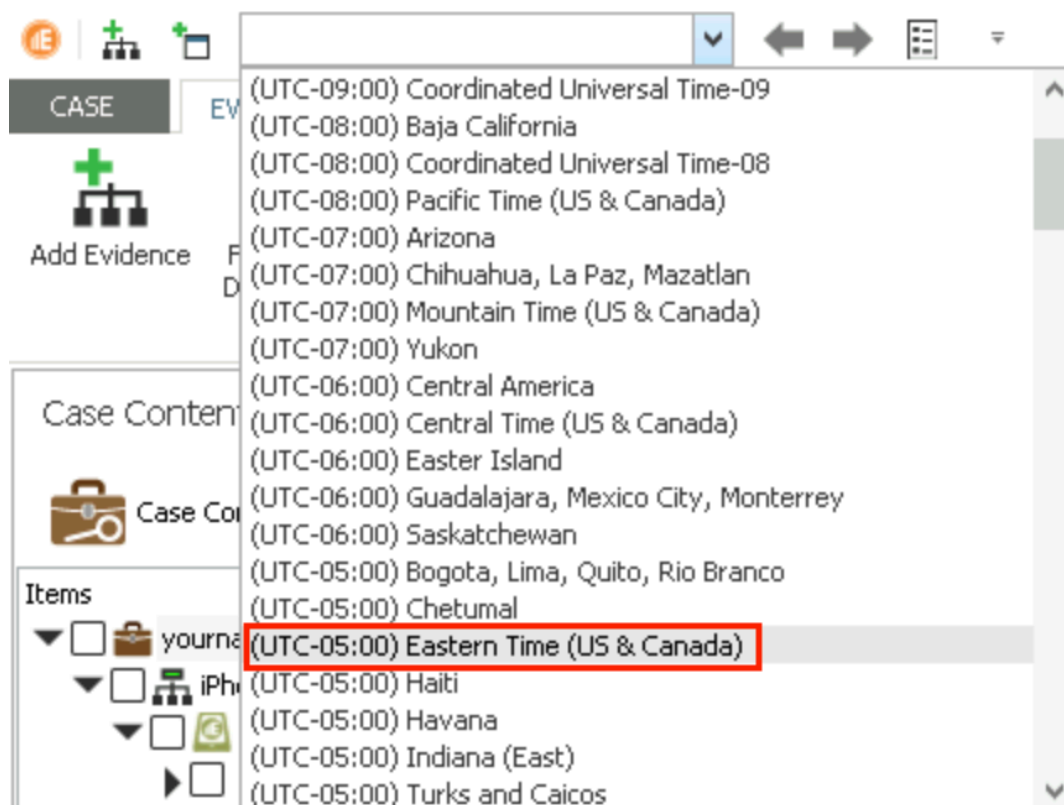 (UTC-09:00) Coordinated Universal Time-09
CASE
EV
(UTC-08:00) Baja California
(UTC-08:00) Coordinated Universal Time-08
(UTC-08:00) Pacific Time (US & Canada)
(UTC-07:00) Arizona
Add Evidence
F
(UTC-07:00) Chihuahua, La Paz, Mazatlan
D
(UTC-07:00) Mountain Time (US & Canada)
(UTC-07:00) Yukon
(UTC-06:00) Central America
Case Conten
(UTC-06:00) Central Time (US & Canada)
(UTC-06:00) Easter Island
(UTC-06:00) Guadalajara, Mexico City, Monterrey
Case Co
(UTC-06:00) Saskatchewan
(UTC-05:00) Bogota, Lima, Quito, Rio Branco
Items
(UTC-05:00) Chetumal
yourna
(UTC-05:00) Eastern Time (US & Canada)
iPh
(UTC-05:00) Haiti
(UTC-05:00) Havana
(UTC-05:00) Indiana (East)
(UTC-05:00) Turks and Caicos